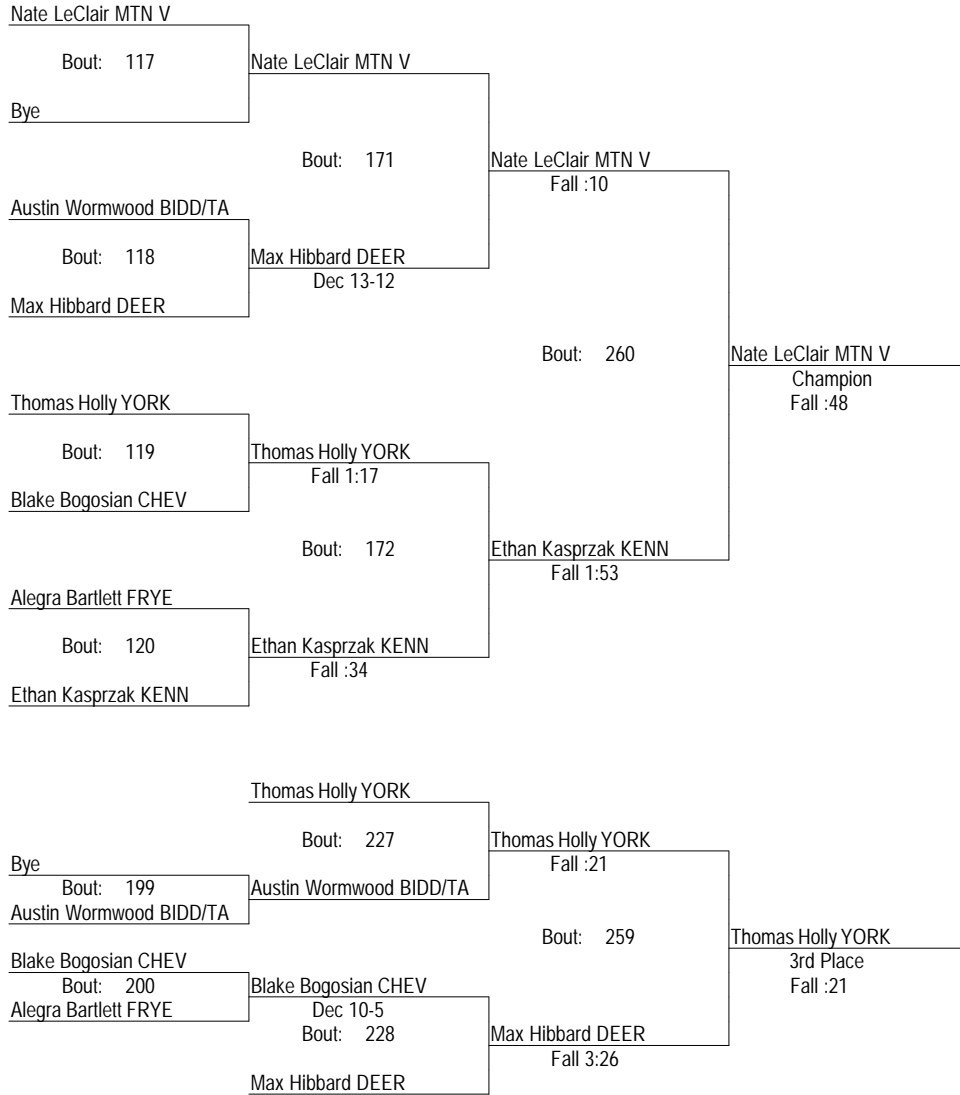 Nate LeClair MTN V
Bout: 117
Nate LeClair MTN V
Bye
Bout: 171
Nate LeClair MTN V
Fall :10
Austin Wormwood BIDD/TA
Bout: 118
Max Hibbard DEER
Dec 13-12
Max Hibbard DEER
Bout: 260
Nate LeClair MTN V
Champion
Fall :48
Thomas Holly YORK
Bout: 119
Thomas Holly YORK
Fall 1:17
Blake Bogosian CHEV
Bout: 172
Ethan Kasprzak KENN
Fall 1:53
Alegra Bartlett FRYE
Bout: 120
Ethan Kasprzak KENN
Fall :34
Ethan Kasprzak KENN
Thomas Holly YORK
Bout: 227
Thomas Holly YORK
Fall :21
Bye
Bout: 199
Austin Wormwood BIDD/TA
Austin Wormwood BIDD/TA
Bout: 259
Thomas Holly YORK
3rd Place
Fall :21
Blake Bogosian CHEV
Bout: 200
Blake Bogosian CHEV
Alegra Bartlett FRYE
Dec 10-5
Bout: 228
Max Hibbard DEER
Fall 3:26
Max Hibbard DEER